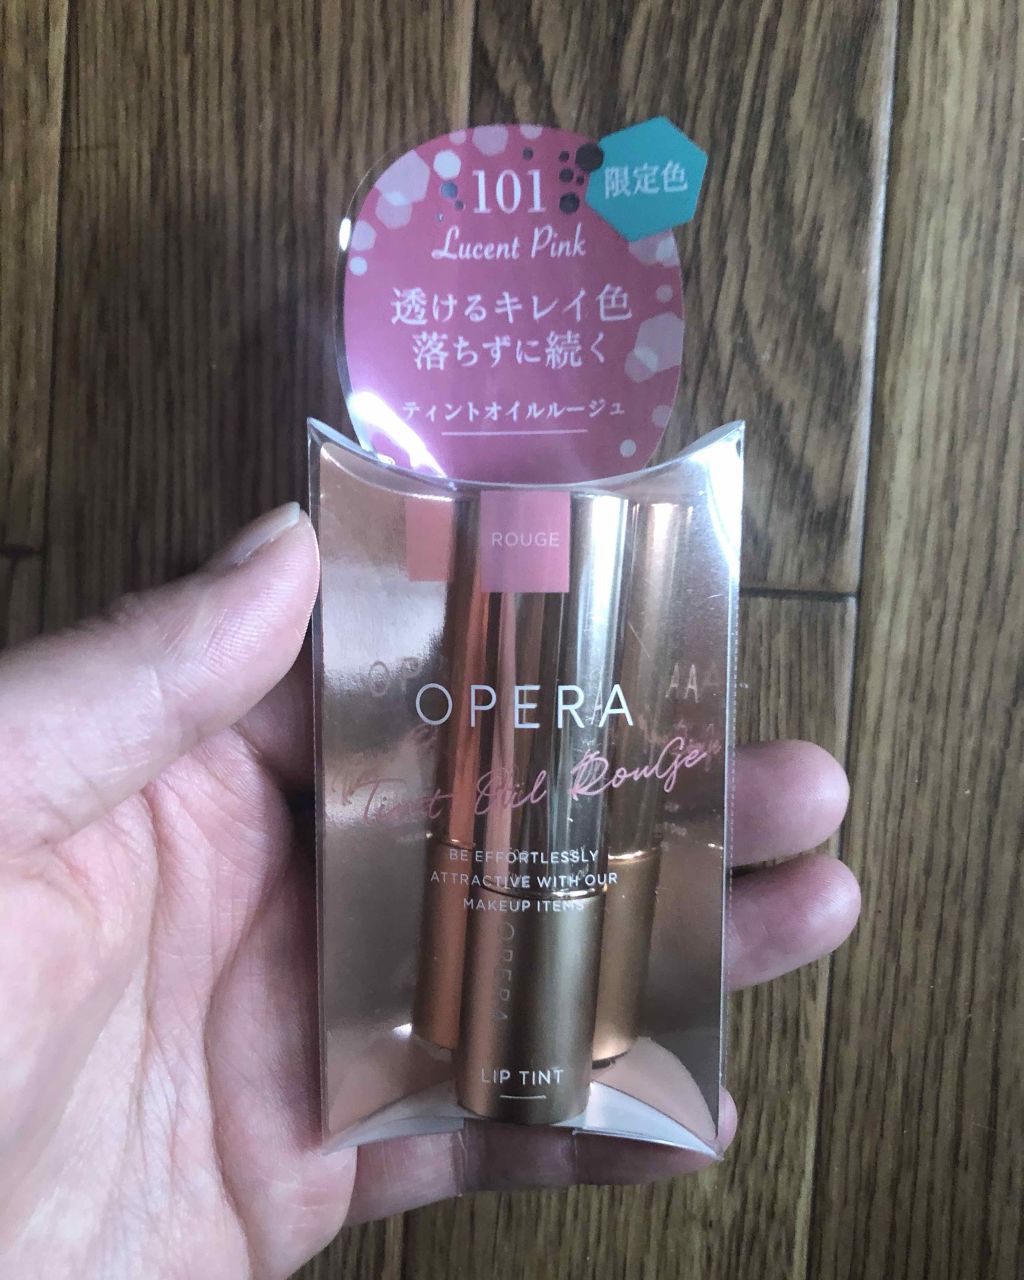 101
限定色
Lucent Pink
透けるキレイ色
落ちずに続く
ティントオイルルージュ
ROUGE
OPERA
Tint Oil Rouge
BE EFFORTLESSLY
ATTRACTIVE WITH OUR
MAKEUP ITEMS
OPERA
LIP TINT